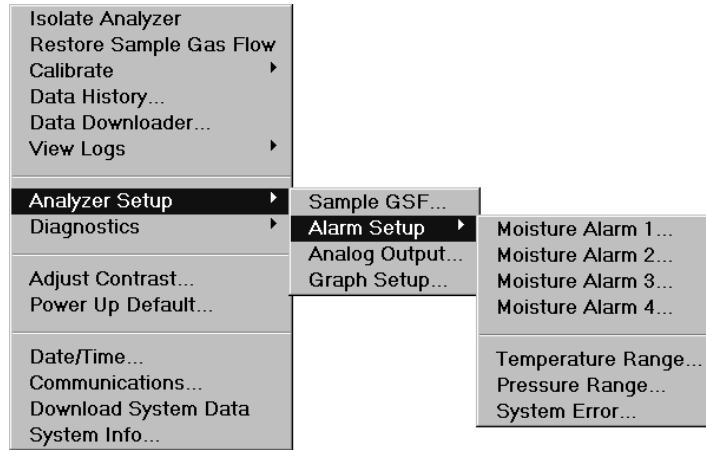 Isolate Analyzer
Restore Sample Gas Flow
Calibrate
Data History...
Data Downloader...
View Logs
Analyzer Setup
Diagnostics
Adjust Contrast...
Power Up Default...
Date/Time...
Communications...
Download System Data
System Info...
Sample GSF...
Alarm Setup
Analog Output...
Graph Setup...
Moisture Alarm 1...
Moisture Alarm 2...
Moisture Alarm 3...
Moisture Alarm 4...
Temperature Range...
Pressure Range...
System Error...